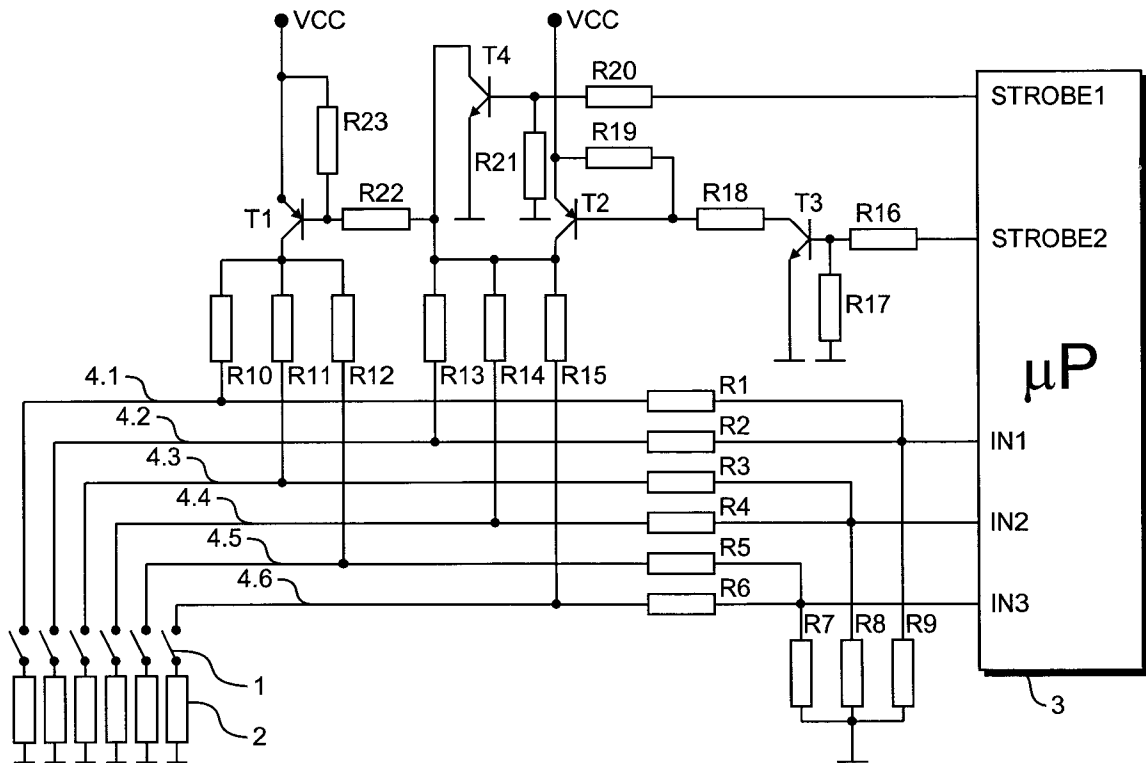 VCC
VCC
T4
R20
STROBE1
R23
R19
R21
R22
T1
T2
R18
T3
R16
STROBE2
R17
μP
R10
R11
R12
R13
R14
R15
4.1
R1
4.2
R2
IN1
4.3
R3
4.4
R4
IN2
4.5
R5
4.6
R6
IN3
R7
R8
R9
1
2
3